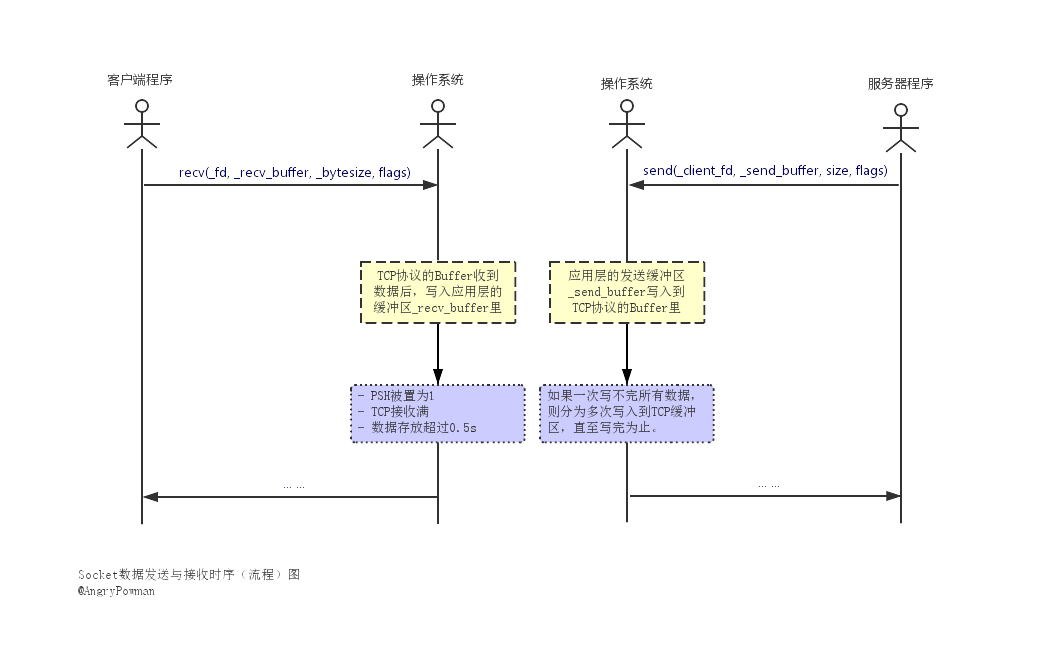 客户端程序
操作系统
操作系统
服务器程序
recv(_fd, _recv_buffer, _bytesize, flags)
send(_client_fd, _send_buffer, size, flags)
TCP协议的Buffer收到
数据后，写入应用层的
缓冲区_recv_buffer里
应用层的发送缓冲区
_send_buffer写入到
TCP协议的Buffer里
- PSH被置为1
- TCP接收满
- 数据存放超过0.5s
如果一次写不完所有数据，
则分为多次写入到TCP缓冲
区，直至写完为止。
... ...
... ...
Socket数据发送与接收时序（流程）图
@AngryPowman